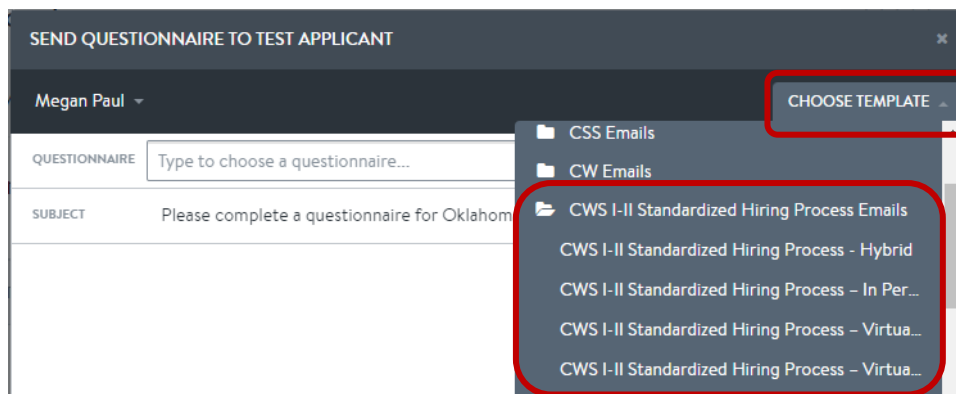 SEND QUESTIONNAIRE TO TEST APPLICANT
Megan Paul
CHOOSE TEMPLATE
CSS Emails
QUESTIONNAIRE Type to choose a questionnaire...
CW Emails
SUBJECT Please complete a questionnaire for Oklahom
CWS I-II Standardized Hiring Process Emails
CWS I-II Standardized Hiring Process - Hybrid
CWS I-II Standardized Hiring Process – In Per...
CWS I-II Standardized Hiring Process – Virtua...
CWS I-II Standardized Hiring Process – Virtua...